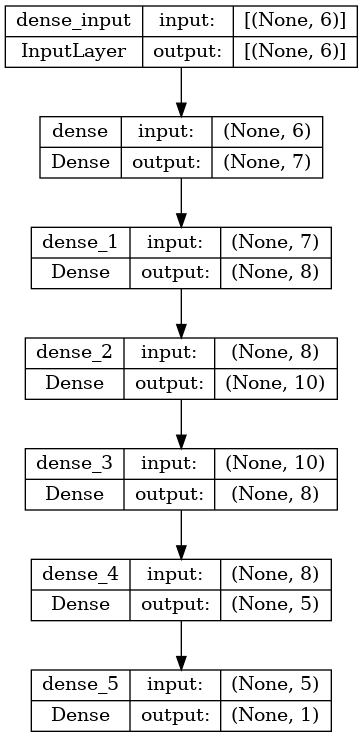 dense_input input: [(None, 6)]
InputLayer output: [(None, 6)]
dense input: (None, 6)
Dense output: (None, 7)
dense_1 input: (None, 7)
Dense output: (None, 8)
dense_2 input: (None, 8)
Dense output: (None, 10)
dense_3 input: (None, 10)
Dense output: (None, 8)
dense_4 input: (None, 8)
Dense output: (None, 5)
dense_5 input: (None, 5)
Dense output: (None, 1)